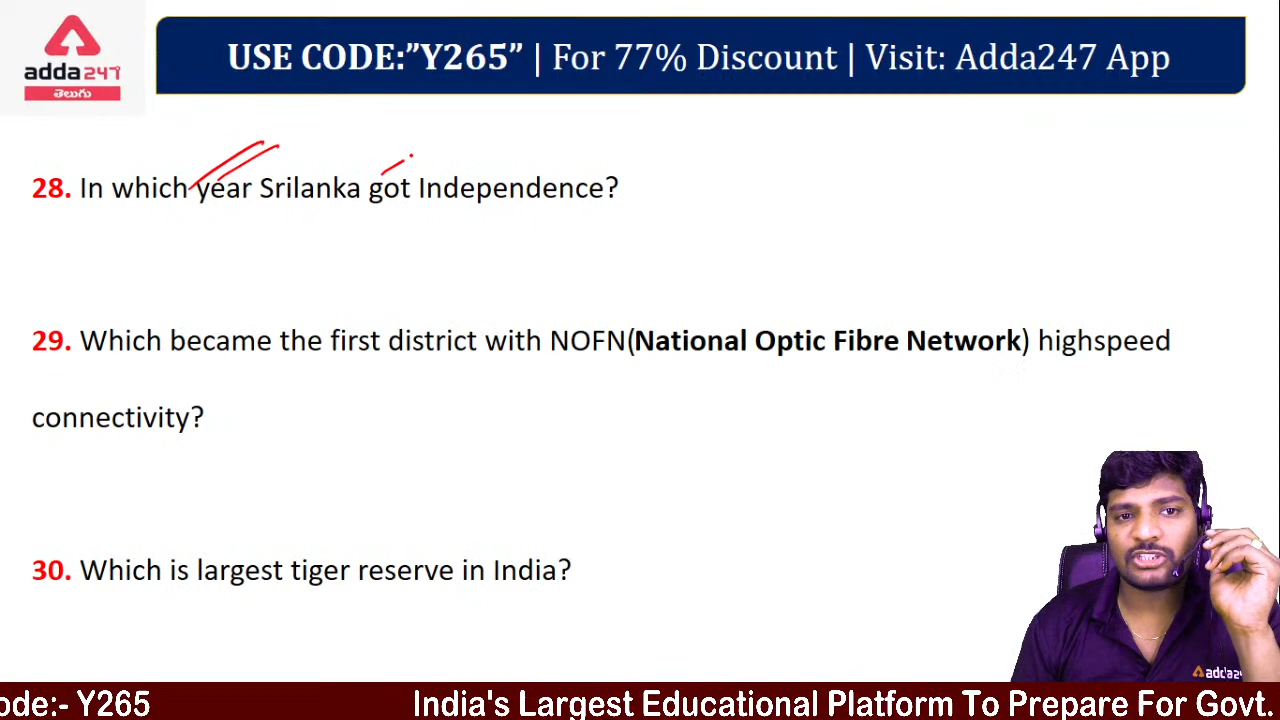 adda247
తెలుగు
USE CODE:”Y265” | For 77% Discount | Visit: Adda247 App
28. In which year Srilanka got Independence?
29. Which became the first district with NOFN(National Optic Fibre Network) highspeed
connectivity?
30. Which is largest tiger reserve in India?
adda24
ode:- Y265 India's Largest Educational Platform To Prepare For Govt.